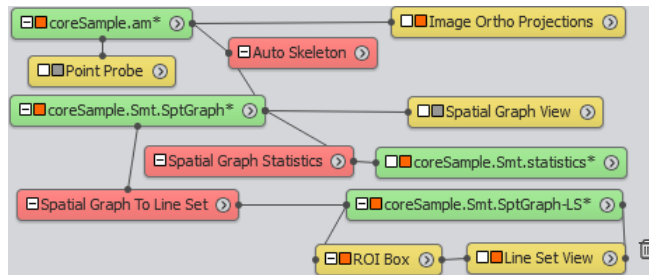 coreSample.am*
Image Ortho Projections
Auto Skeleton
Point Probe
coreSample.Smt.SptGraph*
Spatial Graph View
Spatial Graph Statistics
coreSample.Smt.statistics*
Spatial Graph To Line Set
coreSample.Smt.SptGraph-LS*
ROI Box
Line Set View